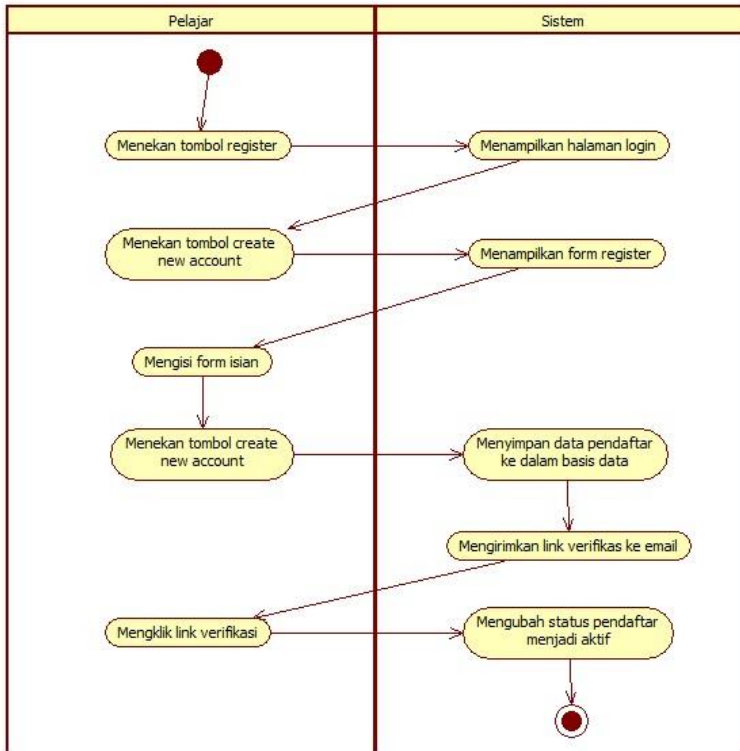 Pelajar
Sistem
Menekan tombol register
Menampilkan halaman login
Menekan tombol create
new account
Menampilkan form register
Mengisi form isian
Menekan tombol create
new account
Menyimpan data pendaftar
ke dalam basis data
Mengirimkan link verifikas ke email
Mengklik link verifikasi
Mengubah status pendaftar
menjadi aktif